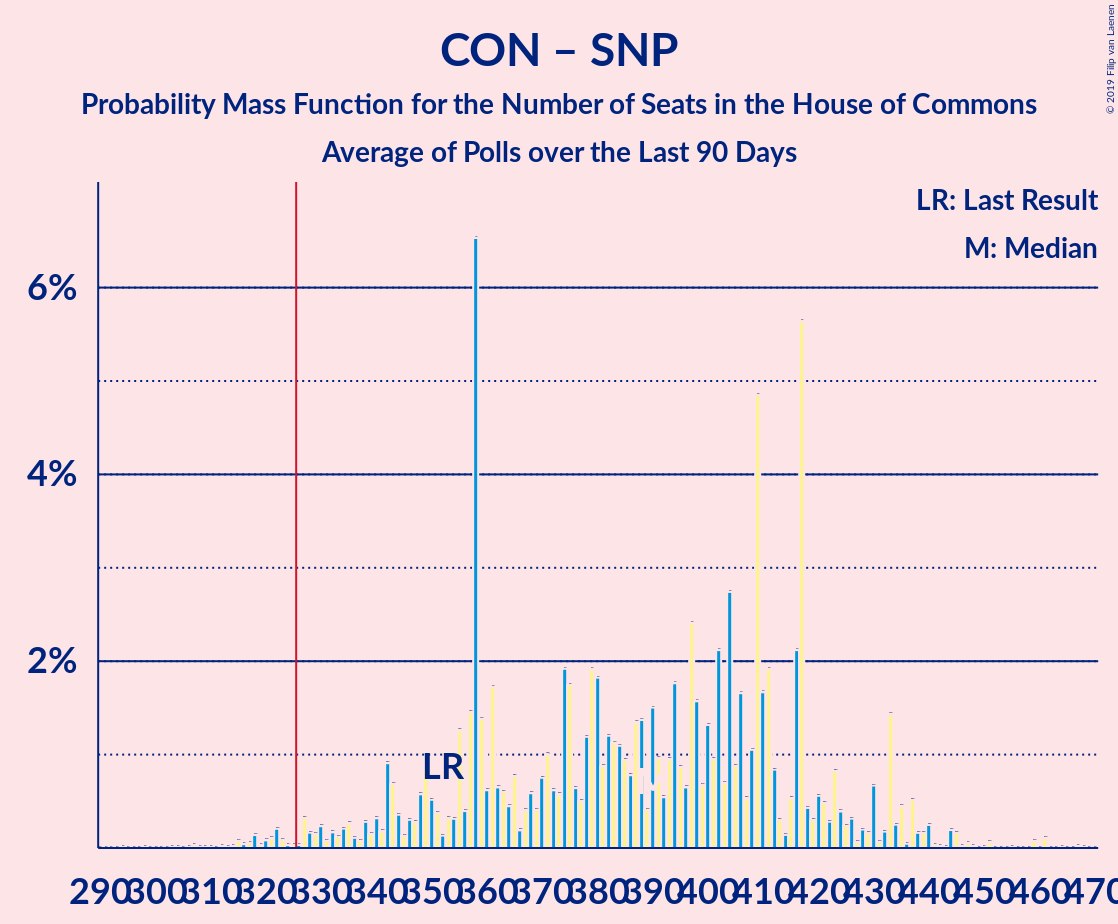 CON – SNP
Probability Mass Function for the Number of Seats in the House of Commons
Average of Polls over the Last 90 Days
© 2019 Filip van Laenen
LR: Last Result
M: Median
6%
4%
2%
LR
M
290 300 310 320 330 340 350 360 370 380 390 400 410 420 430 440 450 460 470